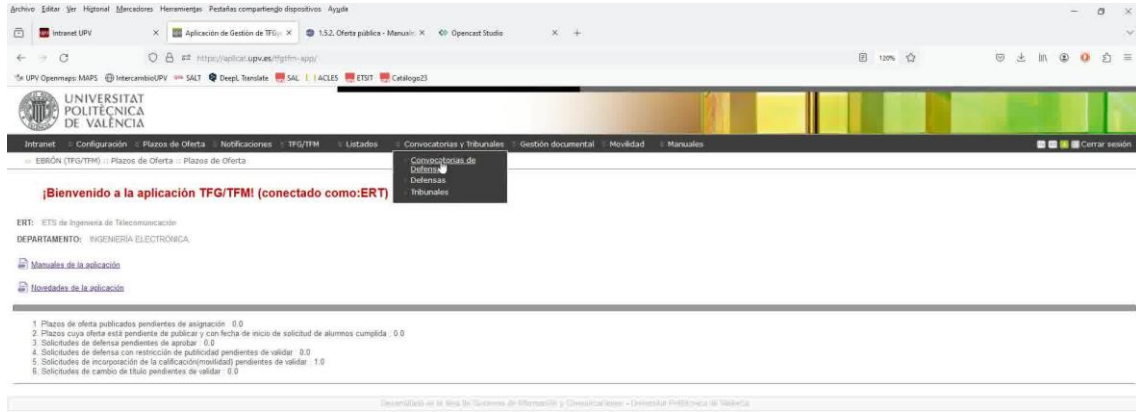 Archivo Editar Ver Historial Marcadores Herramientas Pestañas compartiendo dispositivos Ayuda
Intranet UPV Aplicación de Gestión de TFG 1.5.2. Oferta pública - Manuales Opencast Studio
https://aplicat.upv.es/tfgtfm-app/ 120%
UPV Openmaps: MAPS IntercambioUPV SALT DeepL Translate SAL ACLES ETSIT Catálogo23
UNIVERSITAT
POLITÈCNICA
DE VALÈNCIA
Intranet Configuración Plazos de Oferta Notificaciones TFG/TFM Listados Convocatorias y Tribunales Gestión documental Movilidad Manuales Cerrar sesión
EBRÓN (TFG/TFM) :: Plazos de Oferta :: Plazos de Oferta
Convocatorias de
Defensa
Defensas
Tribunales
¡Bienvenido a la aplicación TFG/TFM! (conectado como:ERT)
ERT: ETS de Ingeniería de Telecomunicación
DEPARTAMENTO: INGENIERÍA ELECTRÓNICA
Manuales de la aplicación
Novedades de la aplicación
1. Plazos de oferta publicados pendientes de asignación : 0.0
2. Plazos cuya oferta está pendiente de publicar y con fecha de inicio de solicitud de alumnos cumplida : 0.0
3. Solicitudes de defensa pendientes de aprobar : 0.0
4. Solicitudes de defensa con restricción de publicidad pendientes de validar : 0.0
5. Solicitudes de incorporación de la calificación(movilidad) pendientes de validar : 1.0
6. Solicitudes de cambio de título pendientes de validar : 0.0
Desarrollada en el Área de Sistemas de Información y Comunicaciones - Universitat Politècnica de València